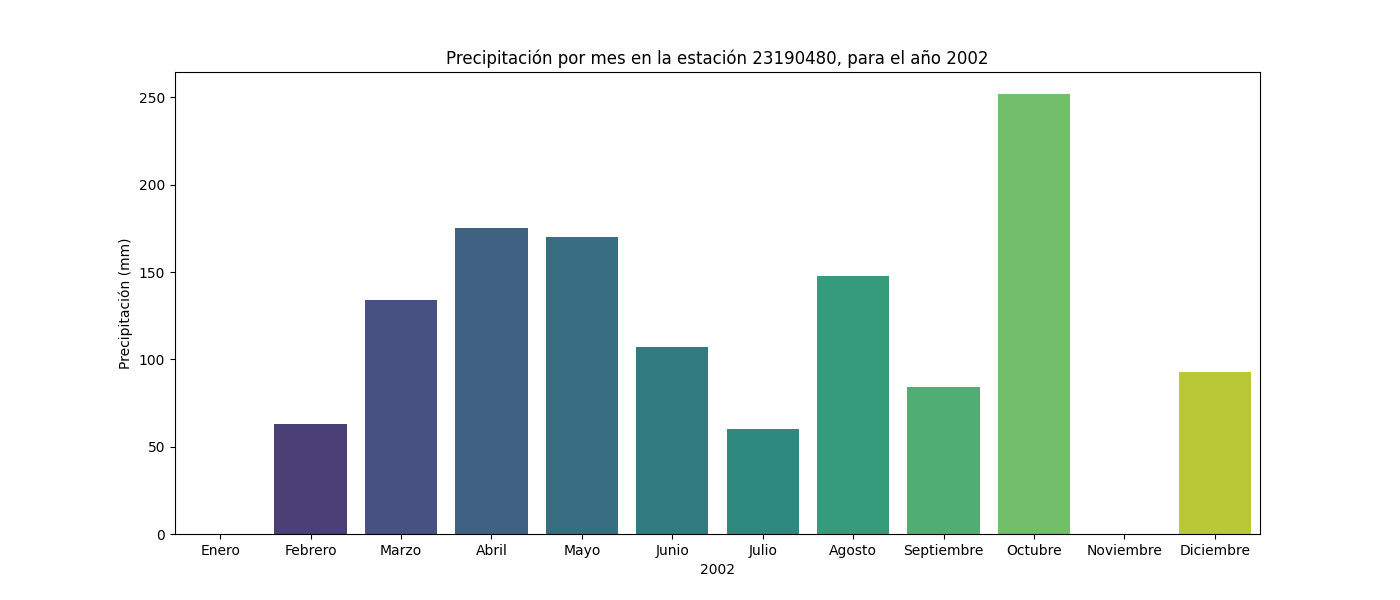 Precipitación por mes en la estación 23190480, para el año 2002
Precipitación (mm)
250
200
150
100
50
0
Enero Febrero Marzo Abril Mayo Junio Julio Agosto Septiembre Octubre Noviembre Diciembre
2002